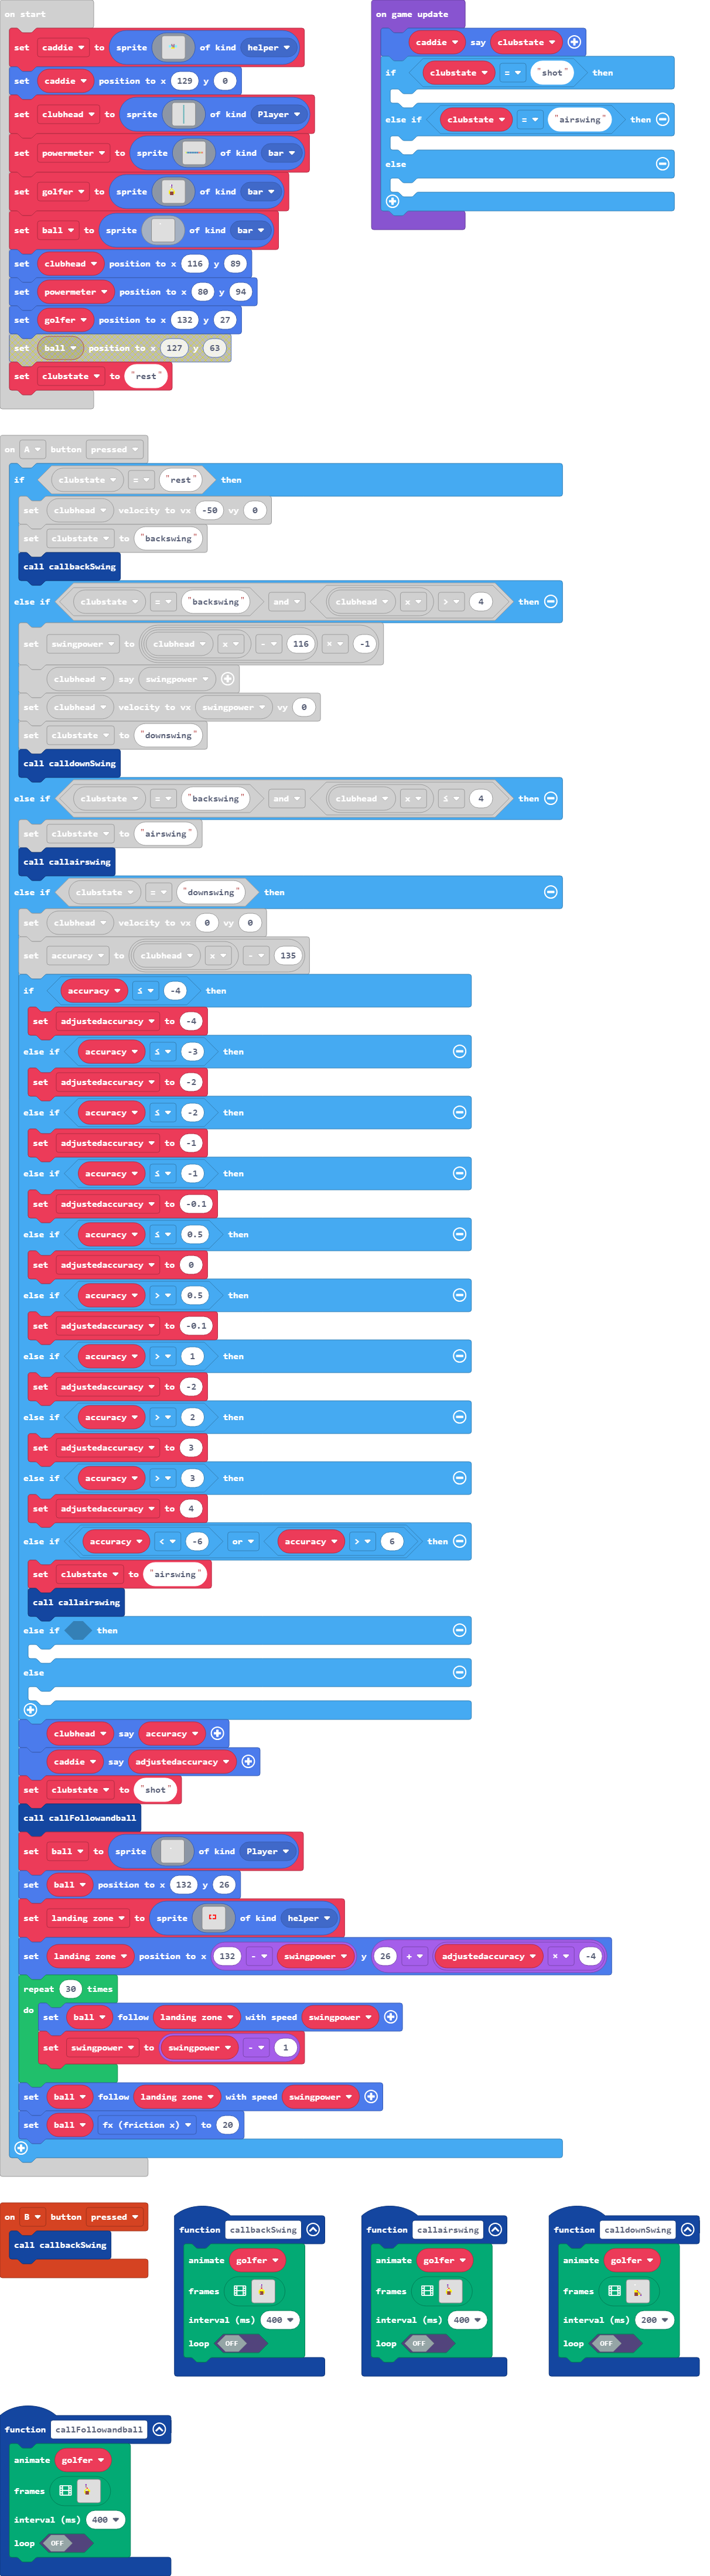 on start
set caddie to sprite of kind helper
set caddie position to x 129 y 0
set clubhead to sprite of kind Player
set powermeter to sprite of kind bar
set golfer to sprite of kind bar
set ball to sprite of kind bar
set clubhead position to x 116 y 89
set powermeter position to x 80 y 94
set golfer position to x 132 y 27
set ball position to x 127 y 63
set clubstate to "rest"
on game update
caddie say clubstate
if clubstate = "shot" then
else if clubstate = "airswing" then
else
on A button pressed
if clubstate = "rest" then
set clubhead velocity to vx -50 vy 0
set clubstate to "backswing"
call callbackSwing
else if clubstate = "backswing" and clubhead x > 4 then
set swingpower to clubhead x - 116 × -1
clubhead say swingpower
set clubhead velocity to vx swingpower vy 0
set clubstate to "downswing"
call calldownSwing
else if clubstate = "backswing" and clubhead x ≤ 4 then
set clubstate to "airswing"
call callairswing
else if clubstate = "downswing" then
set clubhead velocity to vx 0 vy 0
set accuracy to clubhead x - 135
if accuracy ≤ -4 then
set adjustedaccuracy to -4
else if accuracy ≤ -3 then
set adjustedaccuracy to -2
else if accuracy ≤ -2 then
set adjustedaccuracy to -1
else if accuracy ≤ -1 then
set adjustedaccuracy to -0.1
else if accuracy ≤ 0.5 then
set adjustedaccuracy to 0
else if accuracy > 0.5 then
set adjustedaccuracy to -0.1
else if accuracy > 1 then
set adjustedaccuracy to -2
else if accuracy > 2 then
set adjustedaccuracy to 3
else if accuracy > 3 then
set adjustedaccuracy to 4
else if accuracy < -6 or accuracy > 6 then
set clubstate to "airswing"
call callairswing
else if then
else
clubhead say accuracy
caddie say adjustedaccuracy
set clubstate to "shot"
call callFollowandball
set ball to sprite of kind Player
set ball position to x 132 y 26
set landing zone to sprite of kind helper
set landing zone position to x 132 - swingpower y 26 + adjustedaccuracy × -4
repeat 30 times
do set ball follow landing zone with speed swingpower
set swingpower to swingpower - 1
set ball follow landing zone with speed swingpower
set ball fx (friction x) to 20
on B button pressed
call callbackSwing
function callbackSwing
animate golfer
frames
interval (ms) 400
loop OFF
function callairswing
animate golfer
frames
interval (ms) 400
loop OFF
function calldownSwing
animate golfer
frames
interval (ms) 200
loop OFF
function callFollowandball
animate golfer
frames
interval (ms) 400
loop OFF